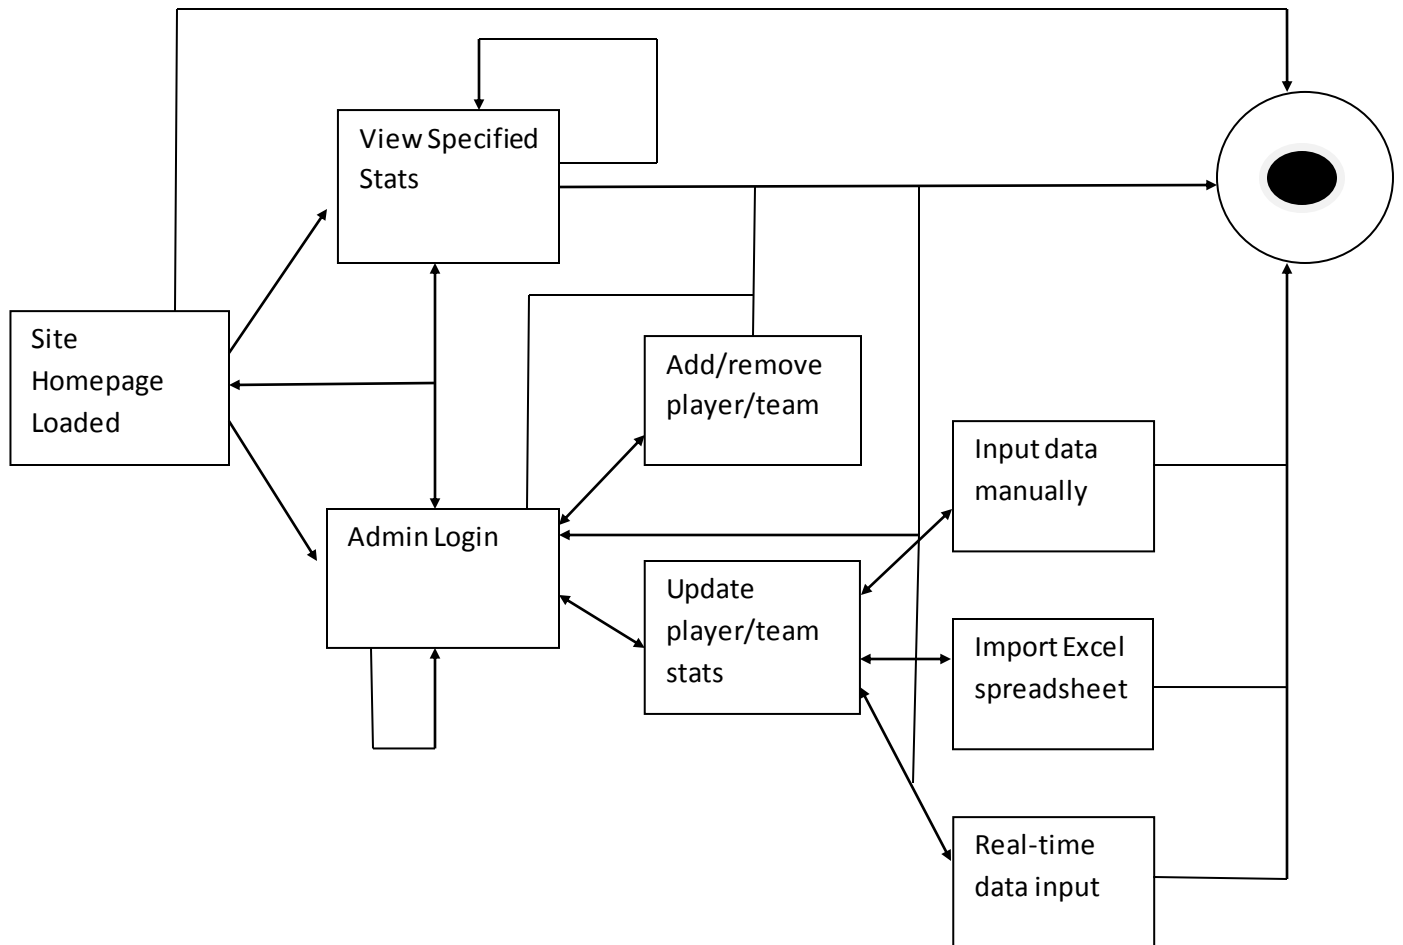 View Specified
Stats
Site
Homepage
Loaded
Add/remove
player/team
Input data
manually
Admin Login
Update
player/team
stats
Import Excel
spreadsheet
Real-time
data input